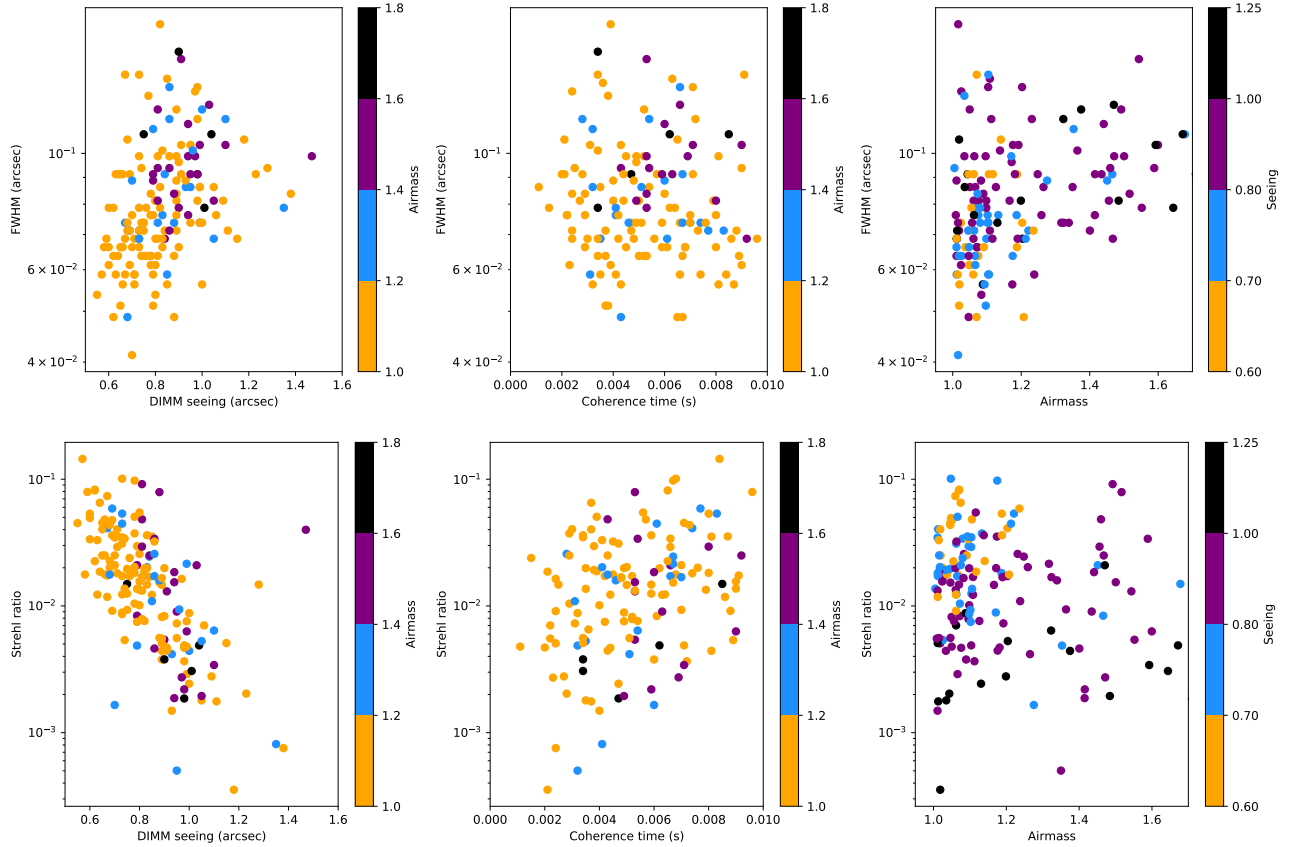 FWHM (arcsec)
10⁻¹
6 × 10⁻²
4 × 10⁻²
0.6 0.8 1.0 1.2 1.4 1.6
DIMM seeing (arcsec)
1.8
1.6
1.4
1.2
1.0
Airmass
FWHM (arcsec)
10⁻¹
6 × 10⁻²
4 × 10⁻²
0.000 0.002 0.004 0.006 0.008 0.010
Coherence time (s)
1.8
1.6
1.4
1.2
1.0
Airmass
FWHM (arcsec)
10⁻¹
6 × 10⁻²
4 × 10⁻²
1.0 1.2 1.4 1.6
Airmass
1.25
1.00
0.80
0.70
0.60
Seeing
Strehl ratio
10⁻¹
10⁻²
10⁻³
0.6 0.8 1.0 1.2 1.4 1.6
DIMM seeing (arcsec)
1.8
1.6
1.4
1.2
1.0
Airmass
Strehl ratio
10⁻¹
10⁻²
10⁻³
0.000 0.002 0.004 0.006 0.008 0.010
Coherence time (s)
1.8
1.6
1.4
1.2
1.0
Airmass
Strehl ratio
10⁻¹
10⁻²
10⁻³
1.0 1.2 1.4 1.6
Airmass
1.25
1.00
0.80
0.70
0.60
Seeing